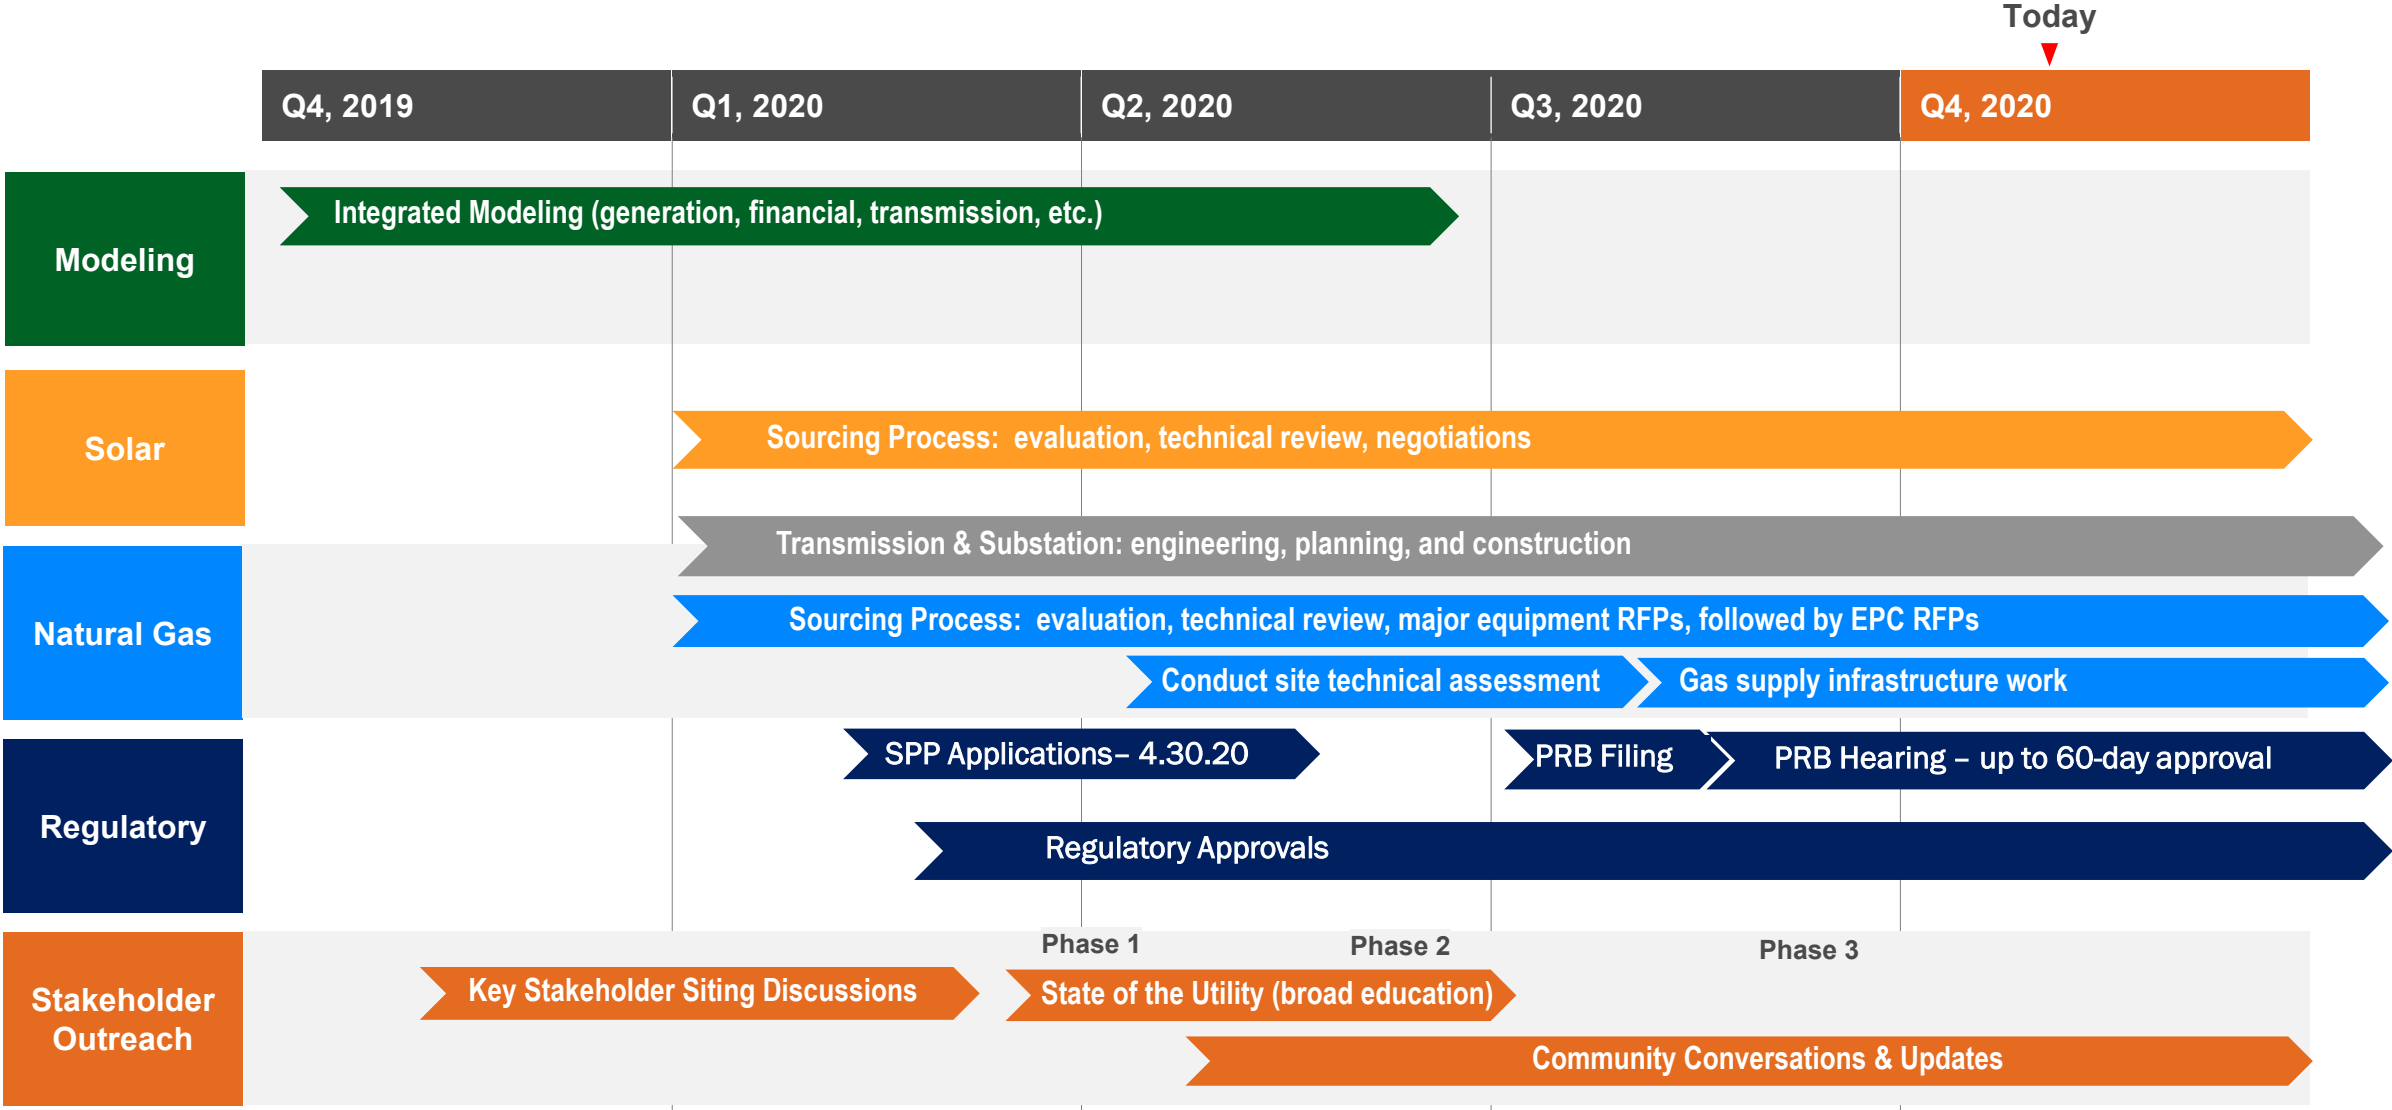 Today
Q4, 2019
Q1, 2020
Q2, 2020
Q3, 2020
Q4, 2020
Modeling
Integrated Modeling (generation, financial, transmission, etc.)
Solar
Sourcing Process:  evaluation, technical review, negotiations
Transmission & Substation: engineering, planning, and construction
Natural Gas
Sourcing Process:  evaluation, technical review, major equipment RFPs, followed by EPC RFPs
Conduct site technical assessment
Gas supply infrastructure work
Regulatory
SPP Applications– 4.30.20
PRB Filing
PRB Hearing – up to 60-day approval
Regulatory Approvals
Stakeholder
Outreach
Phase 1
Phase 2
Phase 3
Key Stakeholder Siting Discussions
State of the Utility (broad education)
Community Conversations & Updates